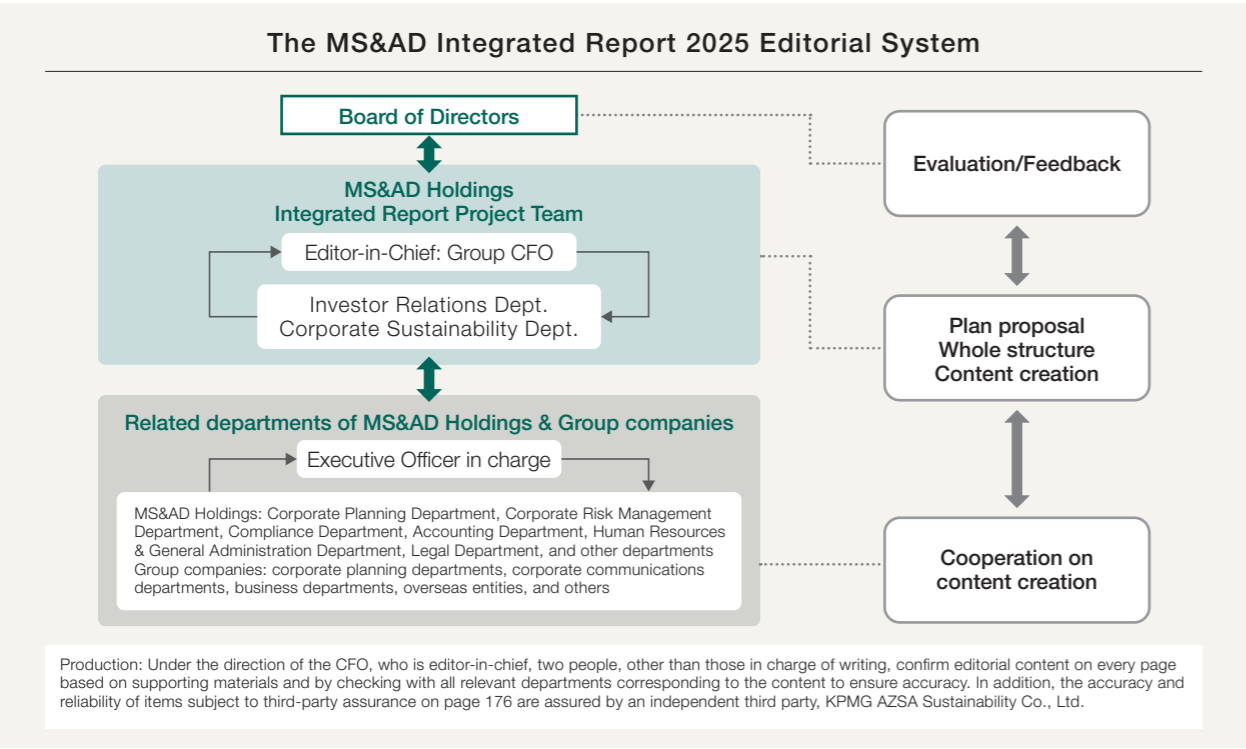 The MS&AD Integrated Report 2025 Editorial System
Board of Directors
Evaluation/Feedback
MS&AD Holdings
Integrated Report Project Team
Editor-in-Chief: Group CFO
Investor Relations Dept.
Corporate Sustainability Dept.
Plan proposal
Whole structure
Content creation
Related departments of MS&AD Holdings & Group companies
Executive Officer in charge
MS&AD Holdings: Corporate Planning Department, Corporate Risk Management
Department, Compliance Department, Accounting Department, Human Resources
& General Administration Department, Legal Department, and other departments
Group companies: corporate planning departments, corporate communications
departments, business departments, overseas entities, and others
Cooperation on
content creation
Production: Under the direction of the CFO, who is editor-in-chief, two people, other than those in charge of writing, confirm editorial content on every page
based on supporting materials and by checking with all relevant departments corresponding to the content to ensure accuracy. In addition, the accuracy and
reliability of items subject to third-party assurance on page 176 are assured by an independent third party, KPMG AZSA Sustainability Co., Ltd.